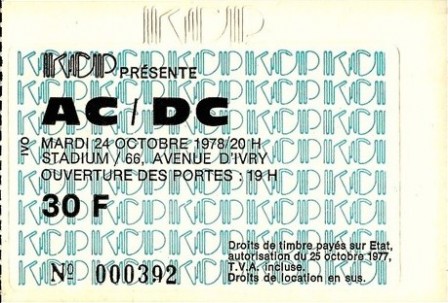 KCP
KCP PRÉSENTE
AC/DC
IVO
MARDI 24 OCTOBRE 1978/20 H
STADIUM / 66, AVENUE D'IVRY
OUVERTURE DES PORTES : 19 H
30 F
Droits de timbre payés sur Etat,
autorisation du 25 octobre 1977,
T.V.A. incluse.
Droits de location en sus.
Nº 000392